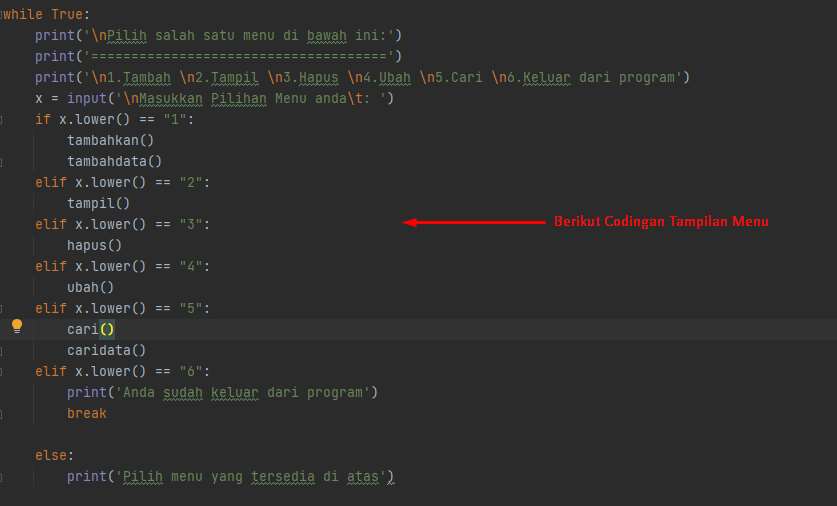 while True:
    print('\nPilih salah satu menu di bawah ini:')
    print('=====================================')
    print('\n1.Tambah \n2.Tampil \n3.Hapus \n4.Ubah \n5.Cari \n6.Keluar dari program')
    x = input('\nMasukkan Pilihan Menu anda\t: ')
    if x.lower() == "1":
        tambahkan()
        tambahdata()
    elif x.lower() == "2":
        tampil()
    elif x.lower() == "3":
Berikut Codingan Tampilan Menu
        hapus()
    elif x.lower() == "4":
        ubah()
    elif x.lower() == "5":
        cari()
        caridata()
    elif x.lower() == "6":
        print('Anda sudah keluar dari program')
        break
    else:
        print('Pilih menu yang tersedia di atas')